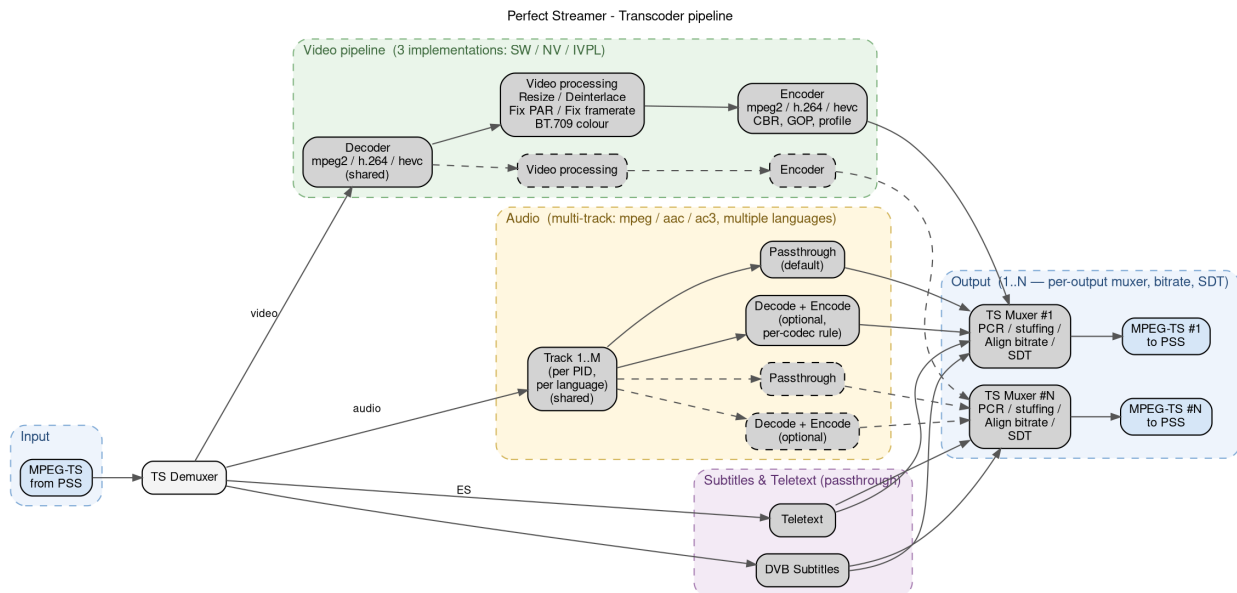 Perfect Streamer - Transcoder pipeline
Video pipeline  (3 implementations: SW / NV / IVPL)
Video processing
Resize / Deinterlace
Fix PAR / Fix framerate
BT.709 colour
Encoder
mpeg2 / h.264 / hevc
CBR, GOP, profile
Decoder
mpeg2 / h.264 / hevc
(shared)
Video processing
Encoder
Audio  (multi-track: mpeg / aac / ac3, multiple languages)
Passthrough
(default)
Decode + Encode
(optional,
per-codec rule)
Track 1..M
(per PID,
per language)
(shared)
Passthrough
Decode + Encode
(optional)
Output  (1..N — per-output muxer, bitrate, SDT)
TS Muxer #1
PCR / stuffing /
Align bitrate /
SDT
MPEG-TS #1
to PSS
TS Muxer #N
PCR / stuffing /
Align bitrate /
SDT
MPEG-TS #N
to PSS
video
audio
Input
MPEG-TS
from PSS
TS Demuxer
ES
Subtitles & Teletext (passthrough)
Teletext
DVB Subtitles